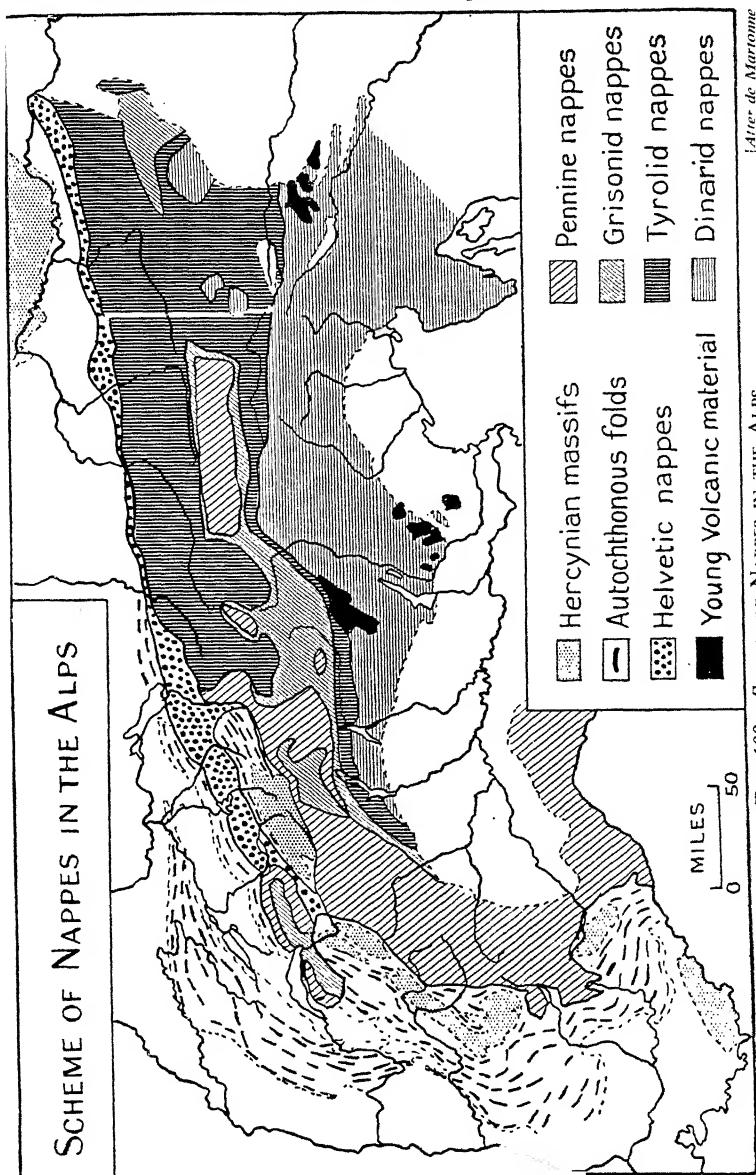 SCHEME OF NAPPES IN THE ALPS
Hercynian massifs
Autochthonous folds
Helvetic nappes
Young Volcanic material
Pennine nappes
Grisonid nappes
Tyrolid nappes
Dinarid nappes
MILES
0 50
[After de Martonne
NAPPES IN THE ALPS